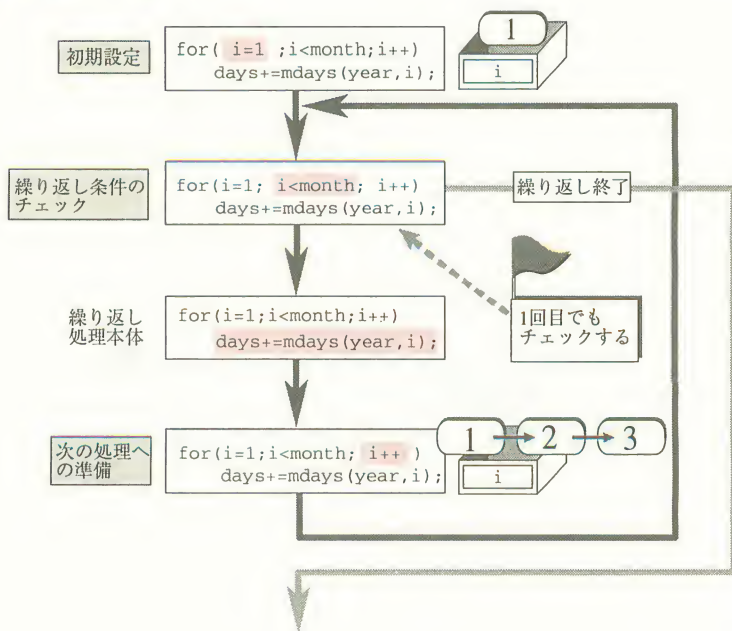 初期設定
for( i=1 ;i<month;i++)
days+=mdays(year,i);
1
i
繰り返し条件の
チェック
for(i=1; i<month; i++)
days+=mdays(year,i);
繰り返し終了
1回目でも
チェックする
繰り返し
処理本体
for(i=1;i<month;i++)
days+=mdays(year,i);
次の処理へ
の準備
for(i=1;i<month; i++ )
days+=mdays(year,i);
1 2 3
i